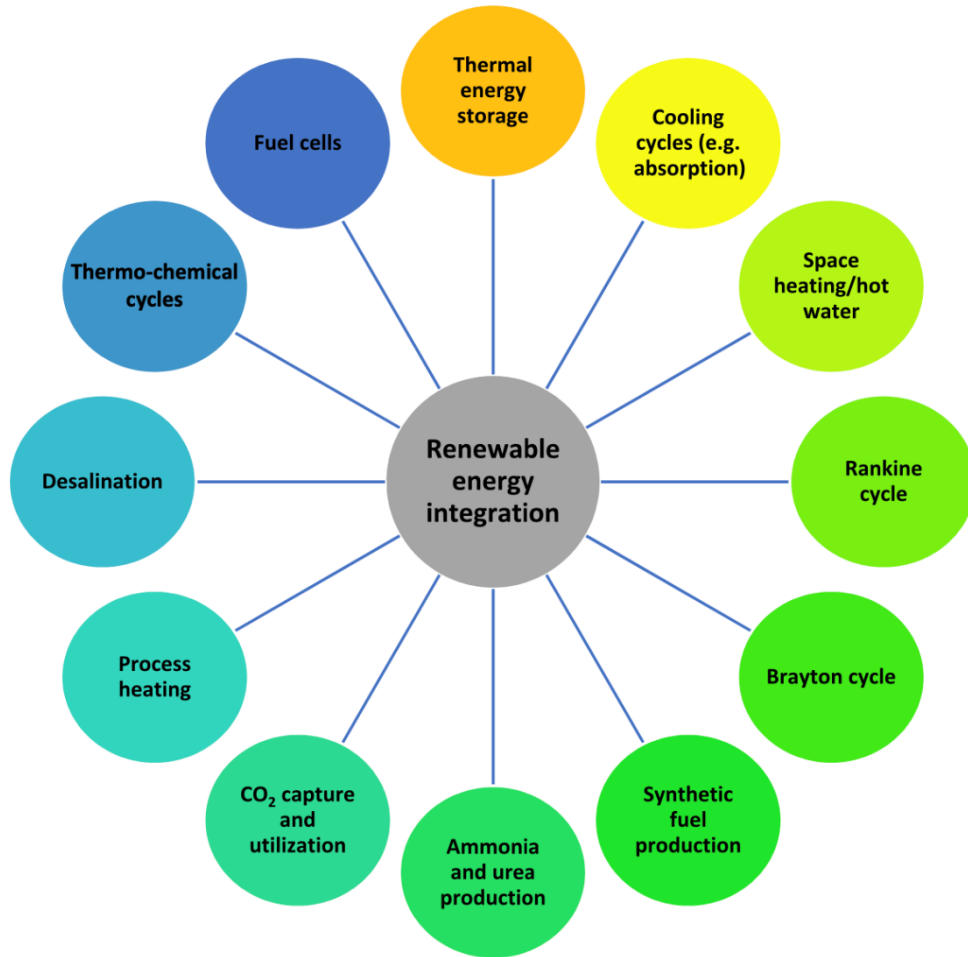 Thermal
energy
storage
Cooling
cycles (e.g.
absorption)
Space
heating/hot
water
Rankine
cycle
Brayton cycle
Synthetic
fuel
production
Ammonia
and urea
production
CO₂ capture
and
utilization
Process
heating
Desalination
Thermo-chemical
cycles
Fuel cells
Renewable
energy
integration